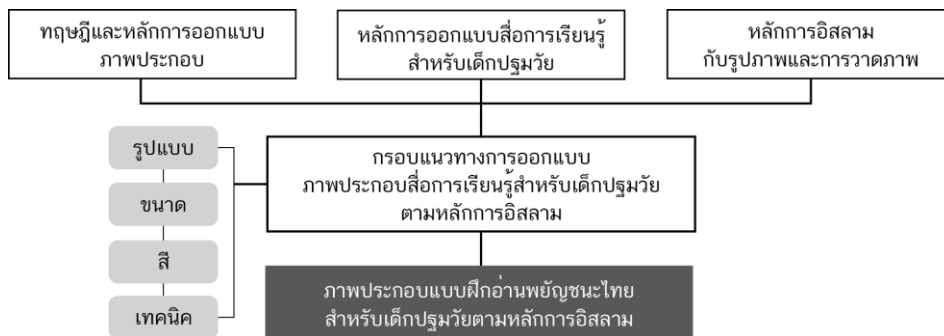 ทฤษฎีและหลักการออกแบบ
ภาพประกอบ
หลักการออกแบบสื่อการเรียนรู้
สำหรับเด็กปฐมวัย
หลักการอิสลาม
กับรูปภาพและการวาดภาพ
รูปแบบ
ขนาด
สี
เทคนิค
กรอบแนวทางการออกแบบ
ภาพประกอบสื่อการเรียนรู้สำหรับเด็กปฐมวัย
ตามหลักการอิสลาม
ภาพประกอบแบบฝึกอ่านพยัญชนะไทย
สำหรับเด็กปฐมวัยตามหลักการอิสลาม